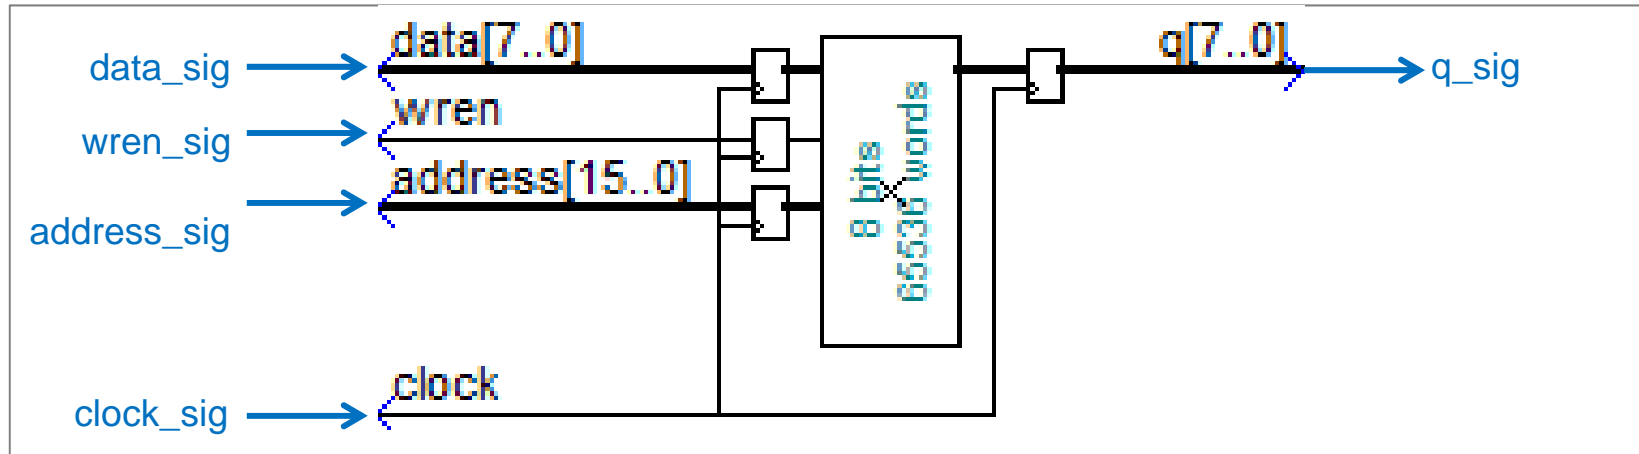 data_sig
data[7..0]
q[7..0]
q_sig
wren_sig
wren
address_sig
address[15..0]
8 bits
65536 words
clock_sig
clock